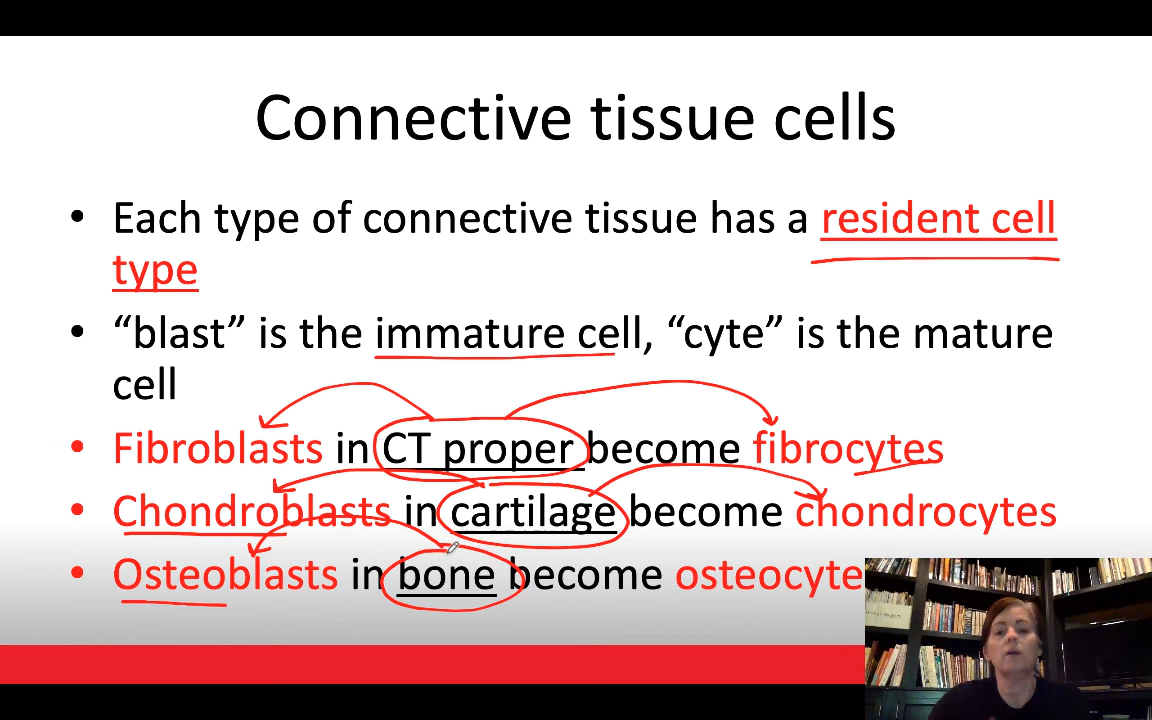 Connective tissue cells
• Each type of connective tissue has a resident cell
type
• “blast” is the immature cell, “cyte” is the mature
cell
• Fibroblasts in CT proper become fibrocytes
• Chondroblasts in cartilage become chondrocytes
• Osteoblasts in bone become osteocyte